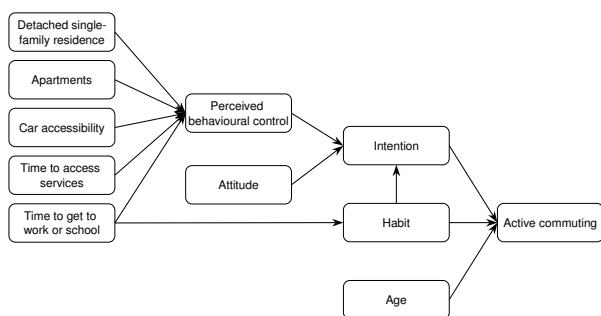 Detached single-
family residence
Apartments
Car accessibility
Time to access
services
Time to get to
work or school
Perceived
behavioural control
Attitude
Intention
Habit
Age
Active commuting